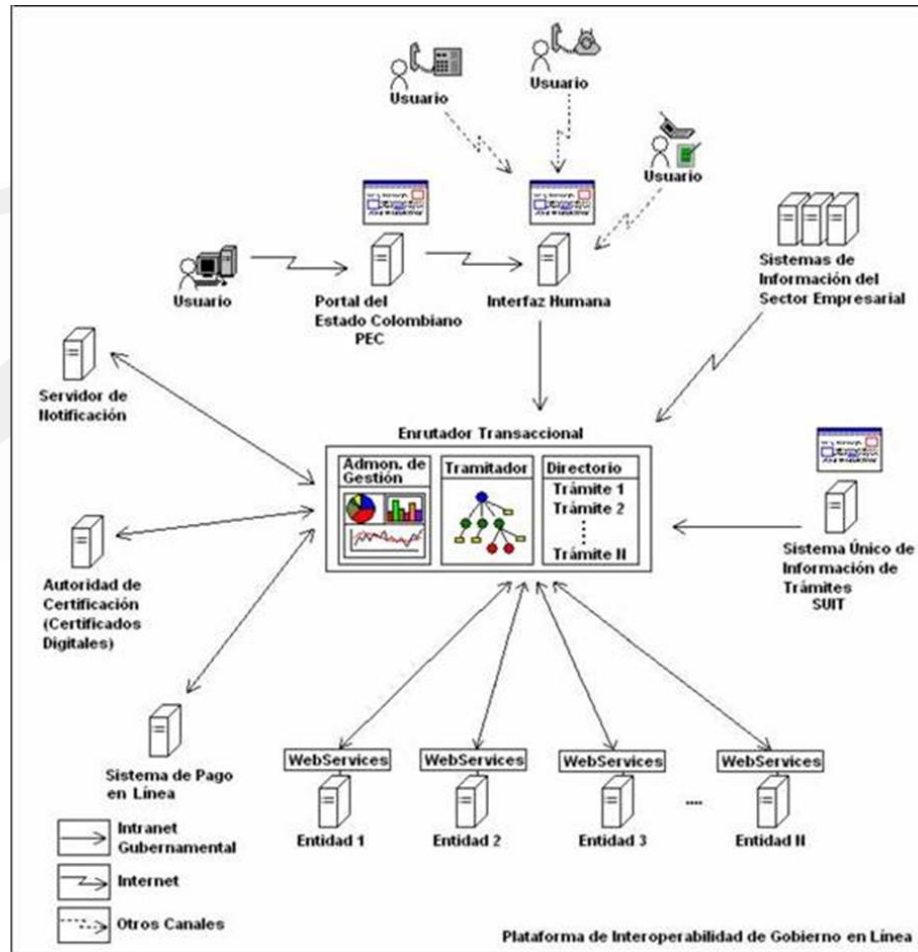 Usuario
Usuario
Usuario
Usuario
Portal del
Estado Colombiano
PEC
Interfaz Humana
Sistemas de
Información del
Sector Empresarial
Servidor de
Notificación
Enrutador Transaccional
Admon. de
Gestión
Tramitador
Directorio
Trámite 1
Trámite 2
Trámite N
Sistema Único de
Información de
Trámites
SUIT
Autoridad de
Certificación
(Certificados
Digitales)
Sistema de Pago
en Línea
WebServices
WebServices
WebServices
WebServices
Entidad 1
Entidad 2
Entidad 3
....
Entidad N
Intranet
Gubernamental
Internet
Otros Canales
Plataforma de Interoperabilidad de Gobierno en Línea